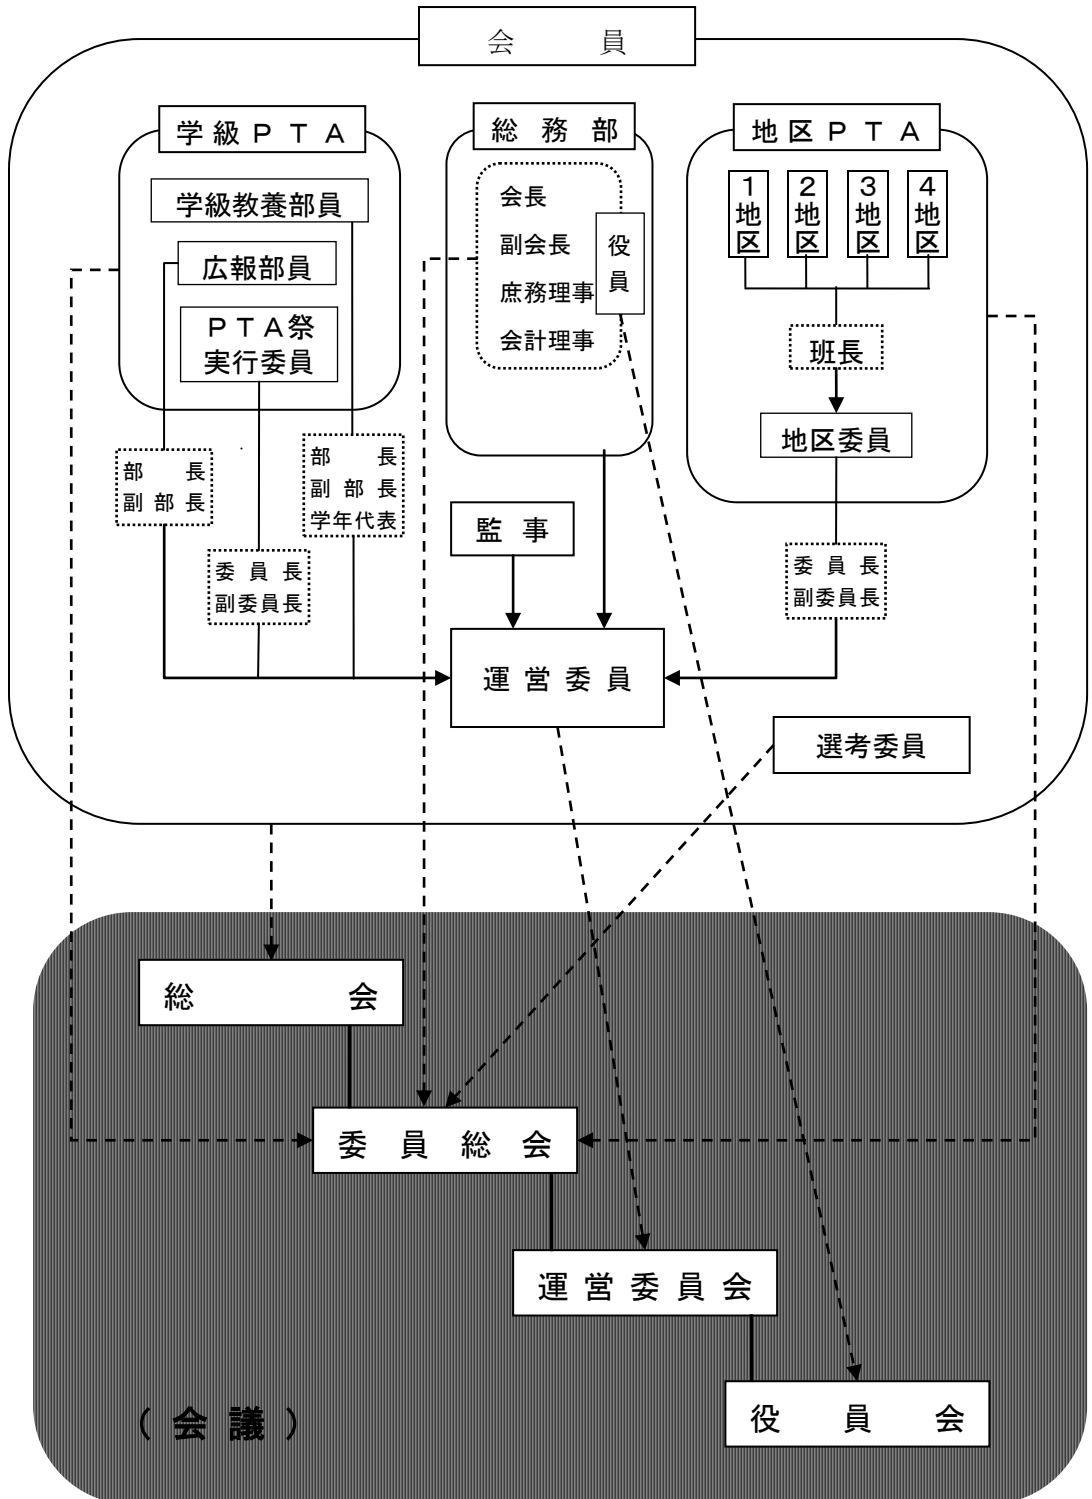 会員
学級ＰＴＡ
学級教養部員
広報部員
ＰＴＡ祭
実行委員
部長
副部長
委員長
副委員長
部長
副部長
学年代表
総務部
会長
副会長
庶務理事
会計理事
役員
監事
地区ＰＴＡ
１地区
２地区
３地区
４地区
班長
地区委員
委員長
副委員長
運営委員
選考委員
総会
委員総会
運営委員会
役員会
（会議）